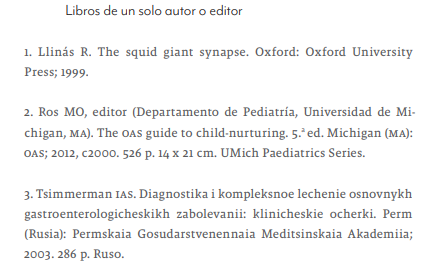 Libros de un solo autor o editor
1. Llinás R. The squid giant synapse. Oxford: Oxford University
Press; 1999.
2. Ros MO, editor (Departamento de Pediatría, Universidad de Mi-
chigan, MA). The OAS guide to child-nurturing. 5.ª ed. Michigan (MA):
OAS; 2012, c2000. 526 p. 14 x 21 cm. UMich Paediatrics Series.
3. Tsimmerman IAS. Diagnostika i kompleksnoe lechenie osnovnykh
gastroenterologicheskikh zabolevanii: klinicheskie ocherki. Perm
(Rusia): Permskaia Gosudarstvenennaia Meditsinskaia Akademiia;
2003. 286 p. Ruso.